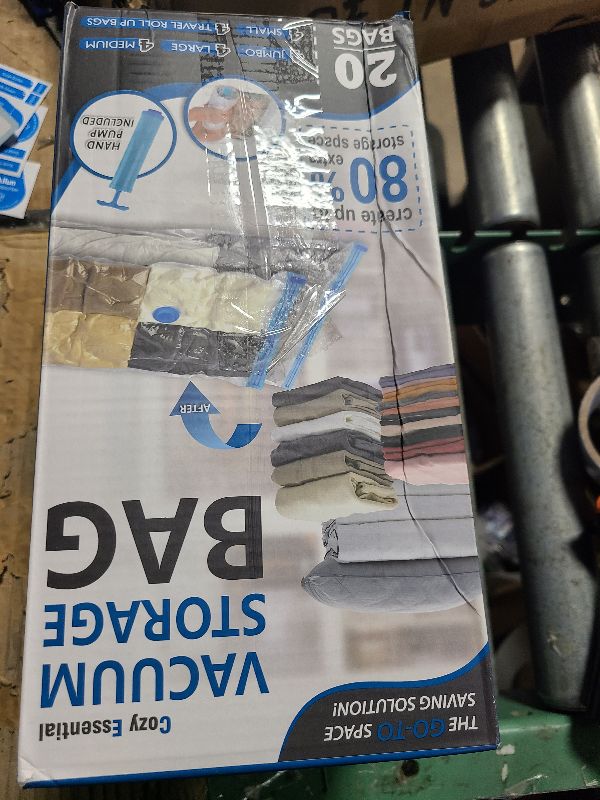 THE GO-TO SPACE
SAVING SOLUTION!
Cozy Essential
VACUUM
STORAGE
BAG
AFTER
create up to
80%
extra
storage space
HAND
PUMP
INCLUDED
20
BAGS
JUMBO 4 LARGE 4 MEDIUM
4 SMALL 4 TRAVEL ROLL UP BAGS